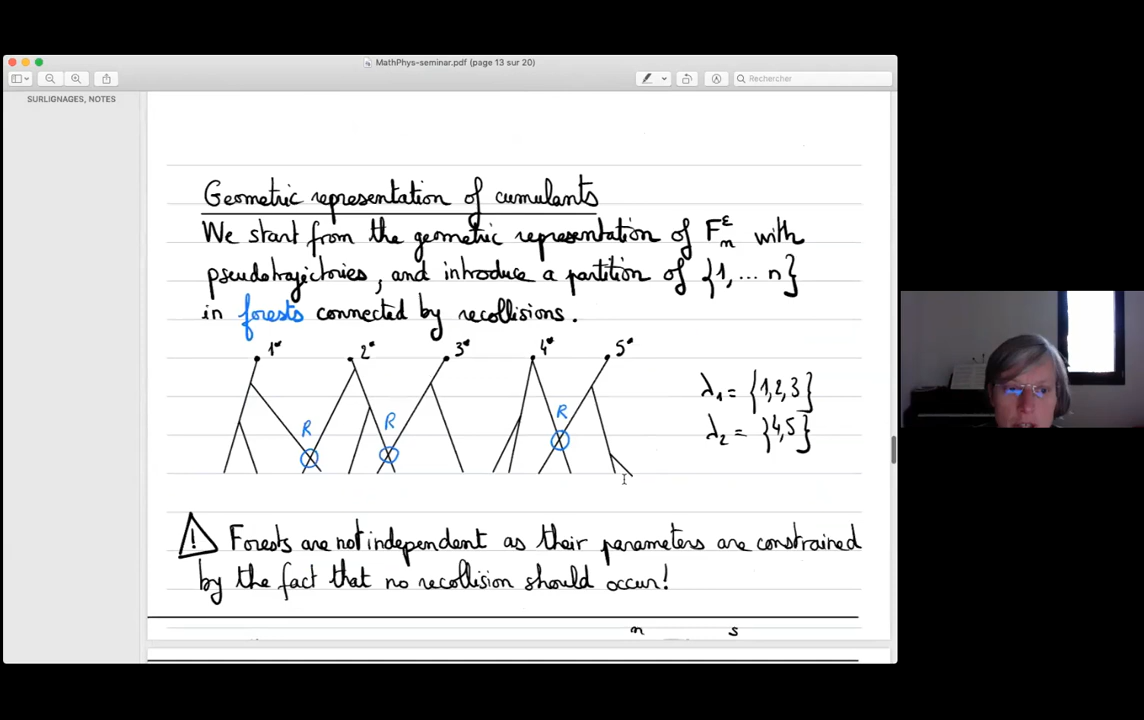 MathPhys-seminar.pdf (page 13 sur 20)
Rechercher
SURLIGNAGES, NOTES
Geometric representation of cumulants
We start from the geometric representation of F_n^ε with
pseudotrajectories, and introduce a partition of {1, ... n}
in forests connected by recollisions.
1* 2* 3* 4* 5*
λ₁ = {1,2,3}
R R R
λ₂ = {4,5}
! Forests are not independent as their parameters are constrained
by the fact that no recollision should occur!
n s